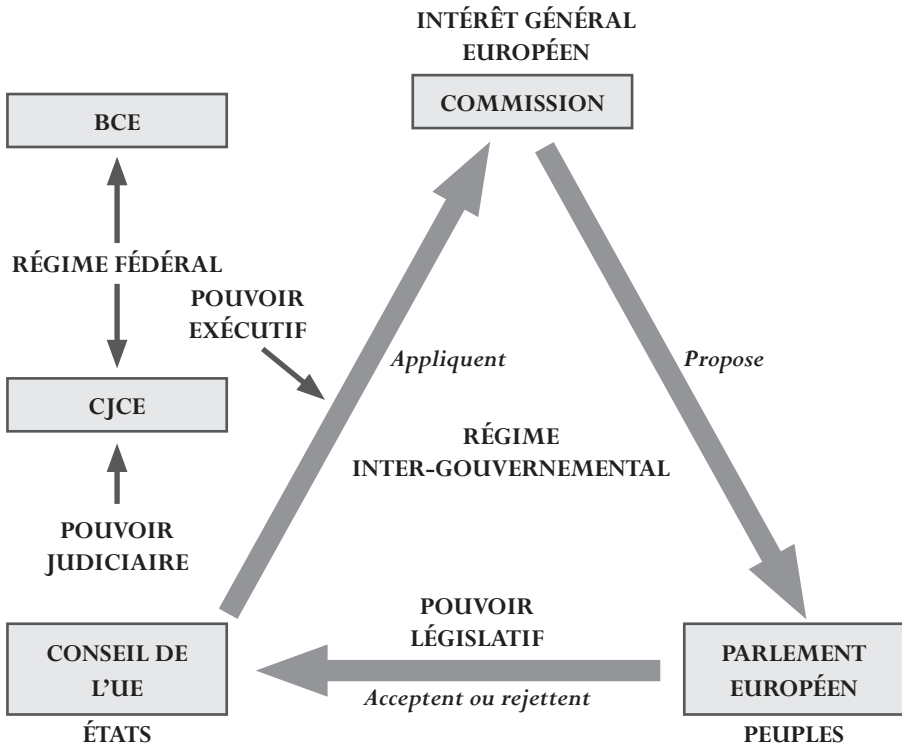 INTÉRÊT GÉNÉRAL
EUROPÉEN
COMMISSION
BCE
RÉGIME FÉDÉRAL
POUVOIR
EXÉCUTIF
Appliquent
Propose
CJCE
RÉGIME
INTER-GOUVERNEMENTAL
POUVOIR
JUDICIAIRE
POUVOIR
LÉGISLATIF
CONSEIL DE
L'UE
Acceptent ou rejettent
PARLEMENT
EUROPÉEN
ÉTATS
PEUPLES